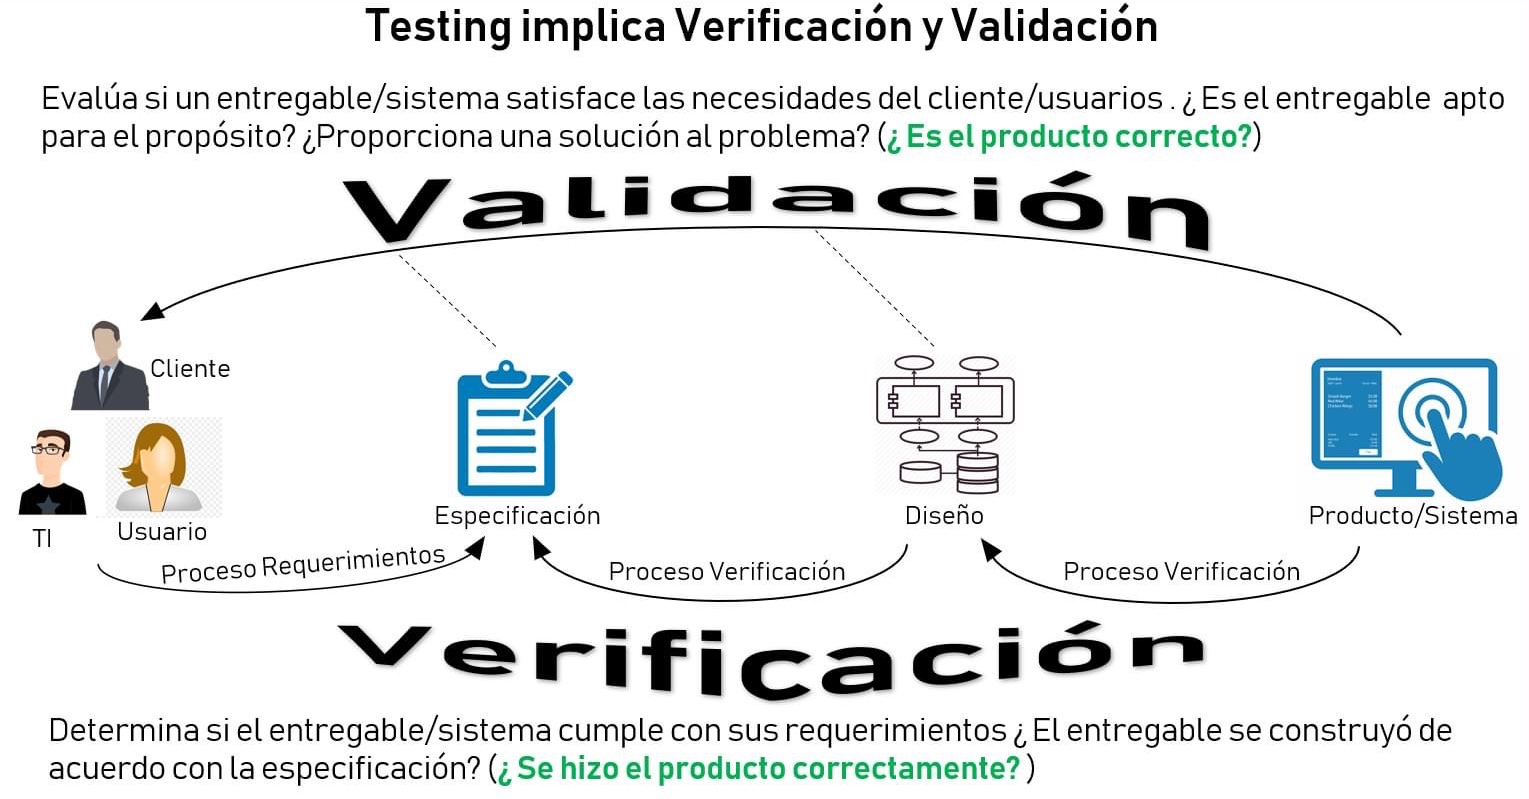 Testing implica Verificación y Validación
Evalúa si un entregable/sistema satisface las necesidades del cliente/usuarios . ¿ Es el entregable apto
para el propósito? ¿Proporciona una solución al problema? (¿ Es el producto correcto?)
Validación
Cliente
TI
Usuario
Especificación
Diseño
Producto/Sistema
Proceso Requerimientos
Proceso Verificación
Proceso Verificación
Verificación
Determina si el entregable/sistema cumple con sus requerimientos ¿ El entregable se construyó de
acuerdo con la especificación? (¿ Se hizo el producto correctamente? )